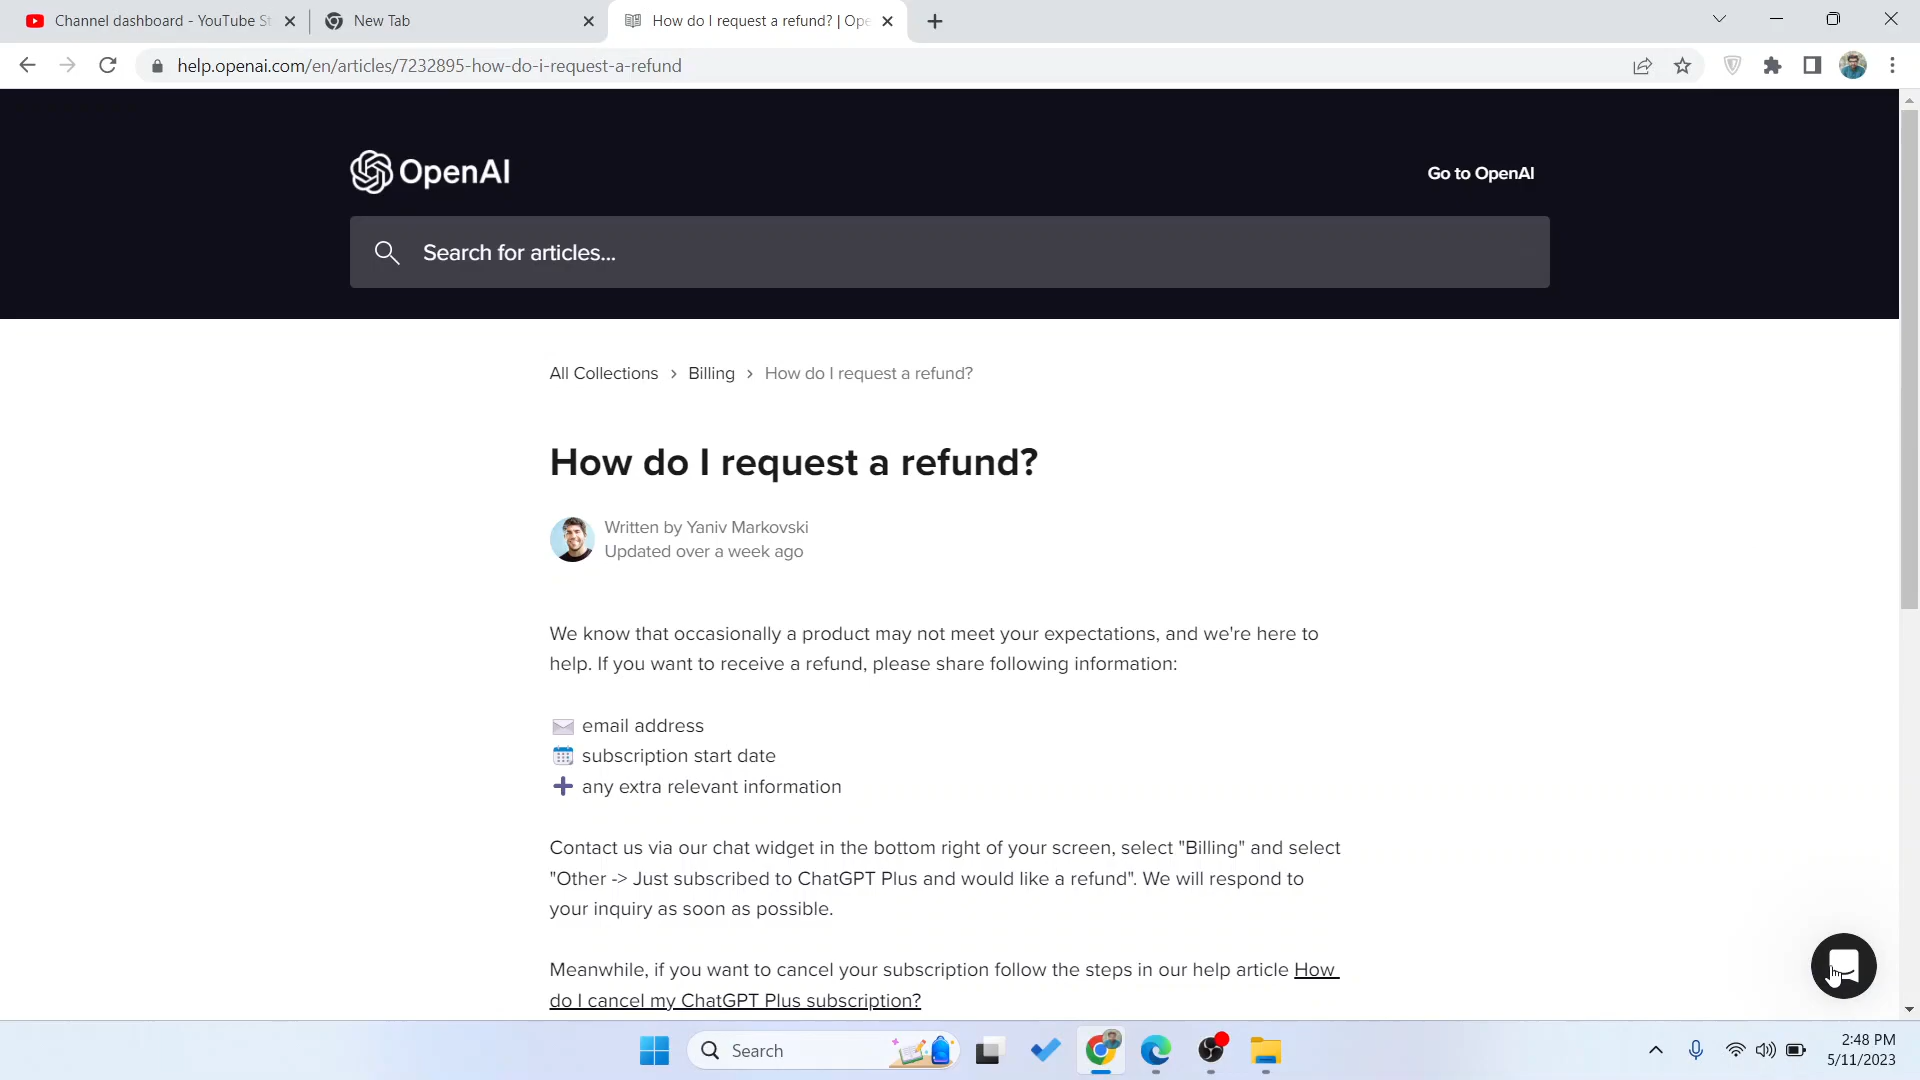 Channel dashboard - YouTube St
New Tab
How do I request a refund? | Ope
help.openai.com/en/articles/7232895-how-do-i-request-a-refund
OpenAI
Go to OpenAI
Search for articles...
All Collections > Billing > How do I request a refund?
How do I request a refund?
Written by Yaniv Markovski
Updated over a week ago
We know that occasionally a product may not meet your expectations, and we're here to
help. If you want to receive a refund, please share following information:
email address
subscription start date
any extra relevant information
Contact us via our chat widget in the bottom right of your screen, select "Billing" and select
"Other -> Just subscribed to ChatGPT Plus and would like a refund". We will respond to
your inquiry as soon as possible.
Meanwhile, if you want to cancel your subscription follow the steps in our help article How
do I cancel my ChatGPT Plus subscription?
Search
2:48 PM
5/11/2023